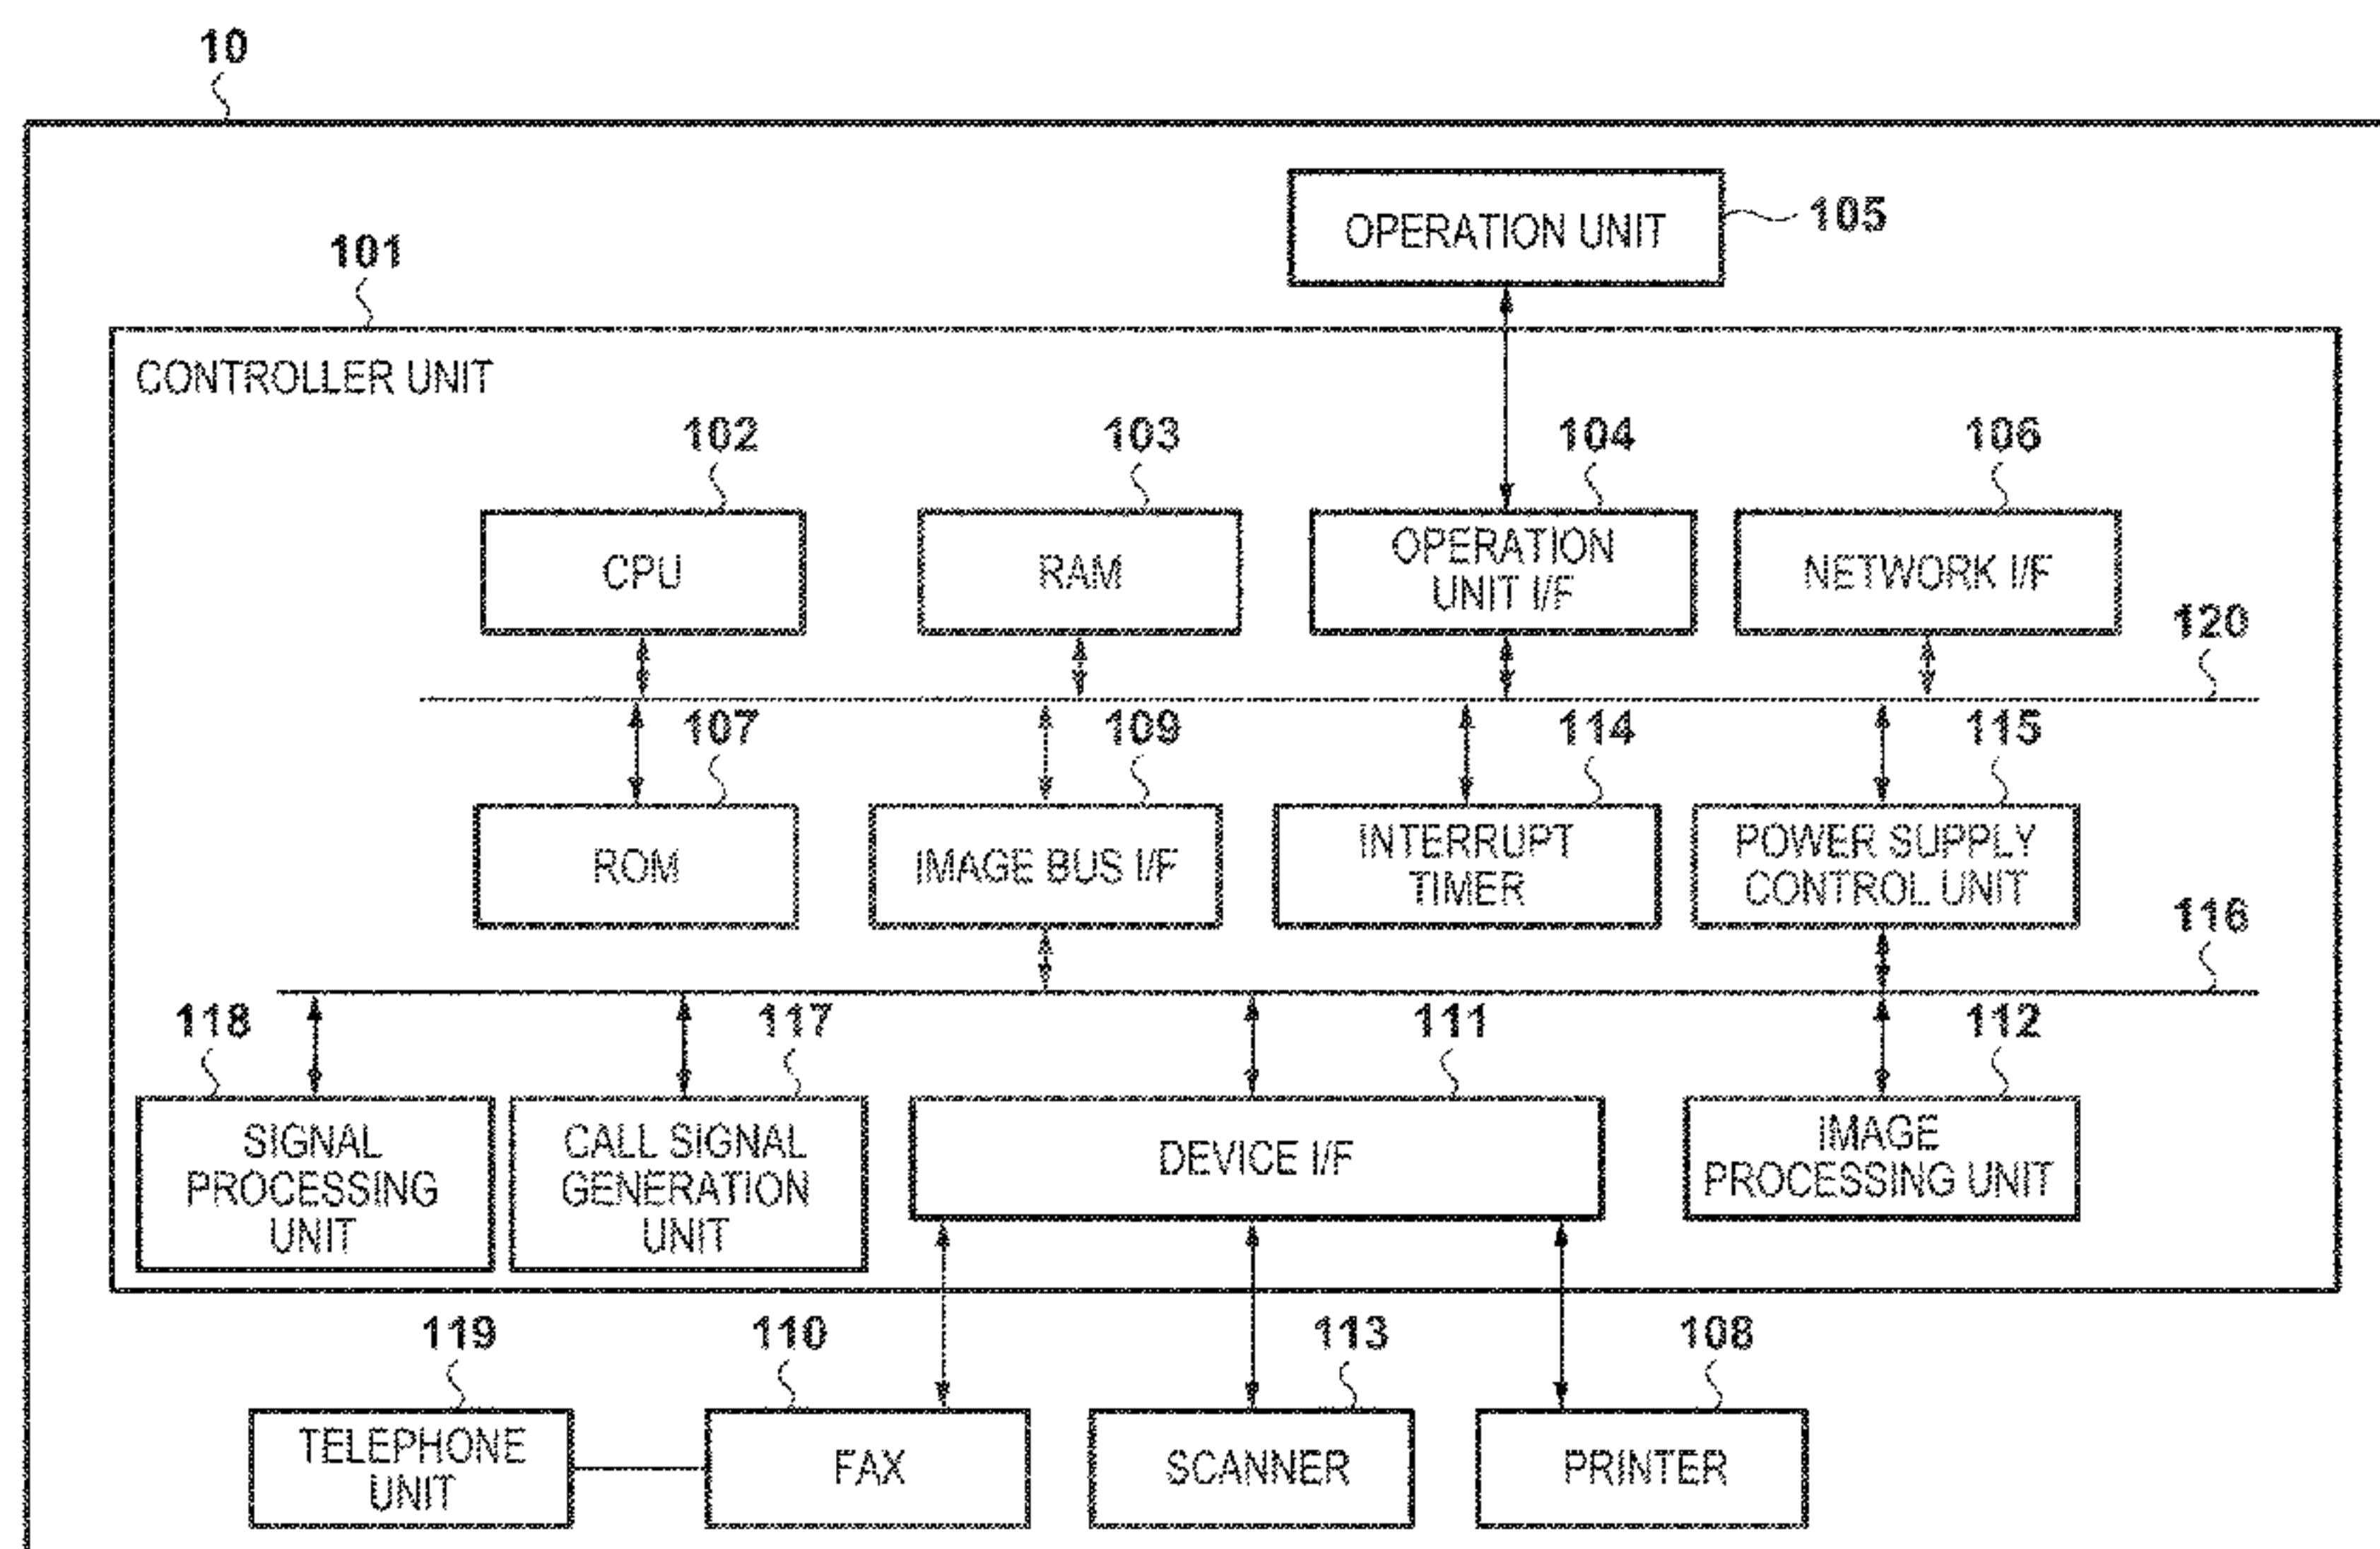 10
OPERATION UNIT
105
101
CONTROLLER UNIT
102
103
104
106
CPU
RAM
OPERATION
UNIT I/F
NETWORK I/F
120
107
109
114
115
ROM
IMAGE BUS I/F
INTERRUPT
TIMER
POWER SUPPLY
CONTROL UNIT
116
118
117
111
112
SIGNAL
PROCESSING
UNIT
CALL SIGNAL
GENERATION
UNIT
DEVICE I/F
IMAGE
PROCESSING UNIT
119
110
113
108
TELEPHONE
UNIT
FAX
SCANNER
PRINTER